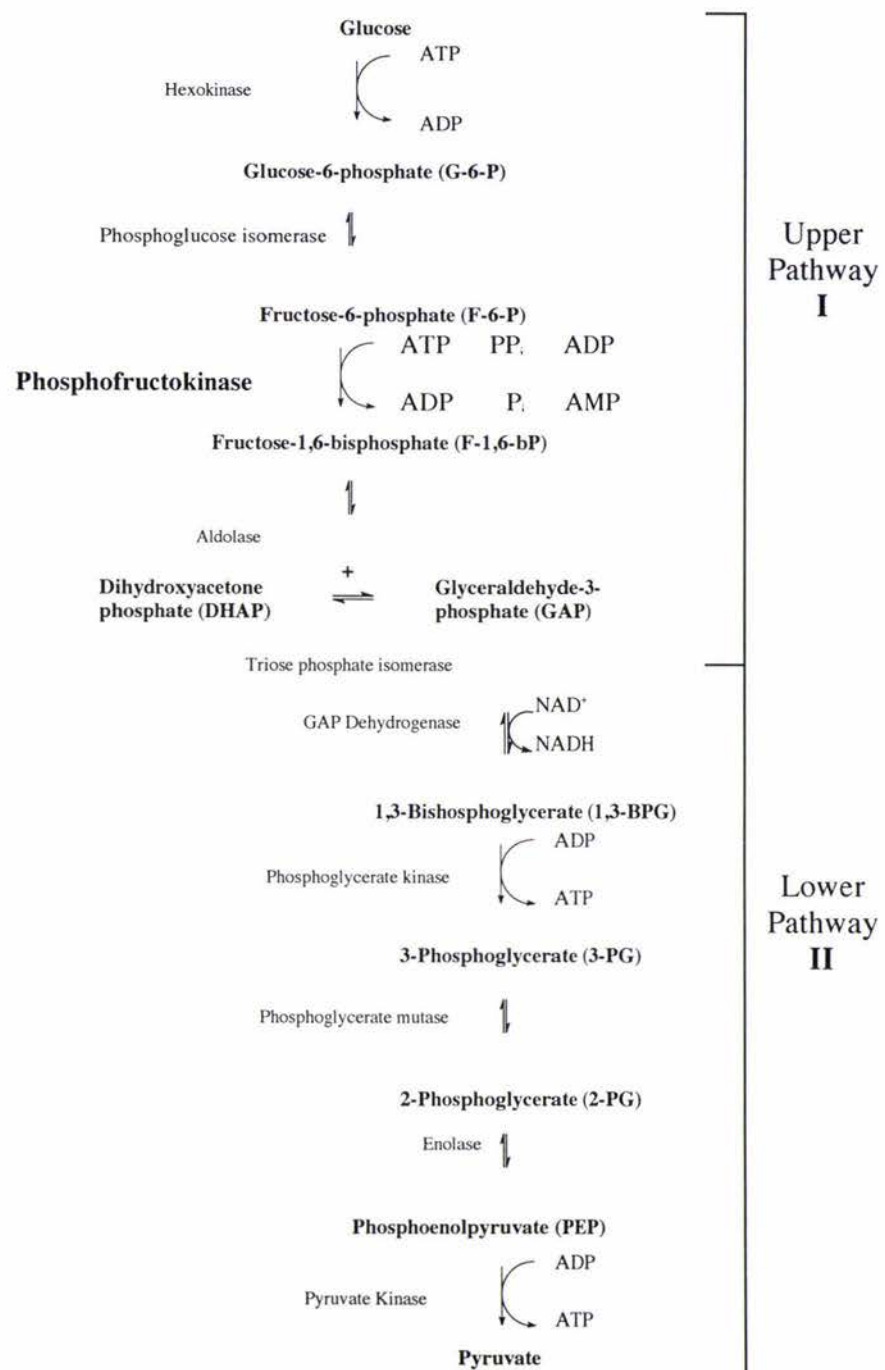 Glucose
ATP
Hexokinase
ADP
Glucose-6-phosphate (G-6-P)
Phosphoglucose isomerase
Upper
Pathway
I
Fructose-6-phosphate (F-6-P)
ATP PPi ADP
Phosphofructokinase
ADP Pi AMP
Fructose-1,6-bisphosphate (F-1,6-bP)
Aldolase
+
Dihydroxyacetone
phosphate (DHAP)
Glyceraldehyde-3-
phosphate (GAP)
Triose phosphate isomerase
NAD+
GAP Dehydrogenase
NADH
1,3-Bishosphoglycerate (1,3-BPG)
ADP
Phosphoglycerate kinase
ATP
Lower
Pathway
II
3-Phosphoglycerate (3-PG)
Phosphoglycerate mutase
2-Phosphoglycerate (2-PG)
Enolase
Phosphoenolpyruvate (PEP)
ADP
Pyruvate Kinase
ATP
Pyruvate